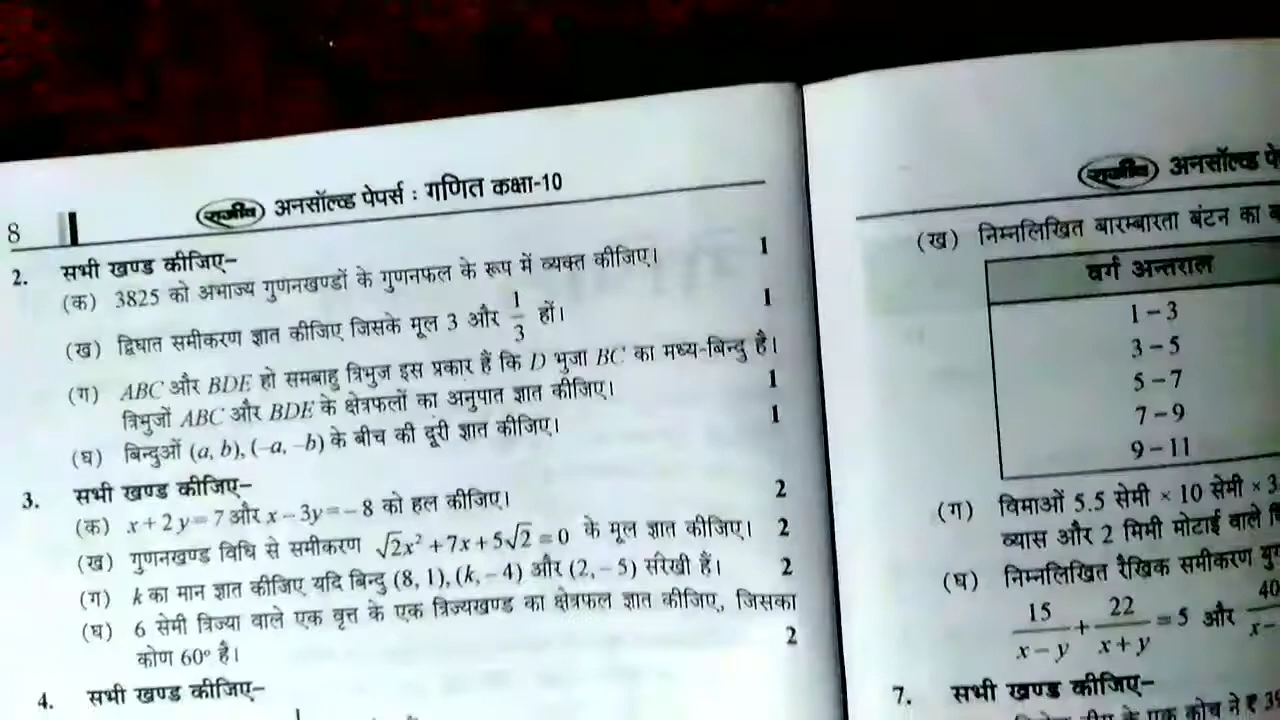 8
राजीव अनसॉल्व्ड पेपर्स : गणित कक्षा-10
2. सभी खण्ड कीजिए–
(क) 3825 को अभाज्य गुणनखण्डों के गुणनफल के रूप में व्यक्त कीजिए। 1
(ख) द्विघात समीकरण ज्ञात कीजिए जिसके मूल 3 और 1/3 हों। 1
(ग) ABC और BDE हो समबाहु त्रिभुज इस प्रकार हैं कि D भुजा BC का मध्य-बिन्दु है।
त्रिभुजों ABC और BDE के क्षेत्रफलों का अनुपात ज्ञात कीजिए। 1
(घ) बिन्दुओं (a, b), (–a, –b) के बीच की दूरी ज्ञात कीजिए। 1
3. सभी खण्ड कीजिए–
(क) x + 2y = 7 और x – 3y = – 8 को हल कीजिए। 2
(ख) गुणनखण्ड विधि से समीकरण √2x² + 7x + 5√2 = 0 के मूल ज्ञात कीजिए। 2
(ग) k का मान ज्ञात कीजिए यदि बिन्दु (8, 1), (k, – 4) और (2, – 5) संरेखी हैं। 2
(घ) 6 सेमी त्रिज्या वाले एक वृत्त के एक त्रिज्यखण्ड का क्षेत्रफल ज्ञात कीजिए, जिसका
कोण 60° है। 2
4. सभी खण्ड कीजिए–
राजीव अनसॉल्व्ड
(ख) निम्नलिखित बारम्बारता बंटन का
वर्ग अन्तराल
1 – 3
3 – 5
5 – 7
7 – 9
9 – 11
(ग) विमाओं 5.5 सेमी × 10 सेमी × 3
व्यास और 2 मिमी मोटाई वाले
(घ) निम्नलिखित रैखिक समीकरण
15/(x – y) + 22/(x + y) = 5 और 40/x –
7. सभी खण्ड कीजिए–
के एक कोच ने ₹